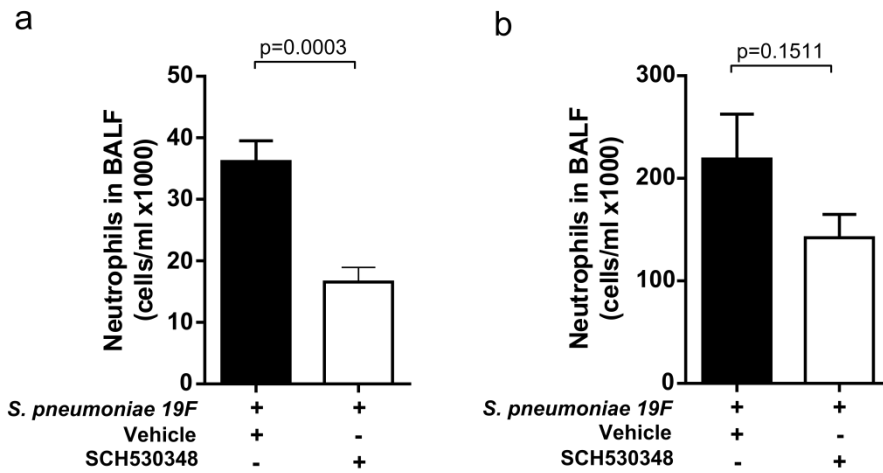 a
p=0.0003
Neutrophils in BALF
(cells/ml x1000)
50
40
30
20
10
0
S. pneumoniae 19F + +
Vehicle + -
SCH530348 - +
b
p=0.1511
Neutrophils in BALF
(cells/ml x1000)
300
200
100
0
S. pneumoniae 19F + +
Vehicle + -
SCH530348 - +